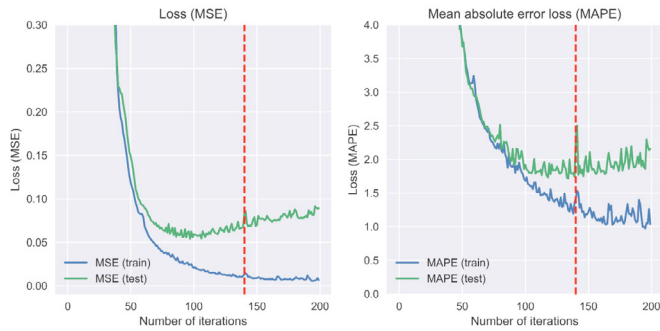 Loss (MSE)
0.30
0.25
0.20
0.15
0.10
0.05
0.00
Loss (MSE)
MSE (train)
MSE (test)
0
50
100
150
200
Number of iterations
Mean absolute error loss (MAPE)
4.0
3.5
3.0
2.5
2.0
1.5
1.0
0.5
0.0
Loss (MAPE)
MAPE (train)
MAPE (test)
0
50
100
150
200
Number of iterations